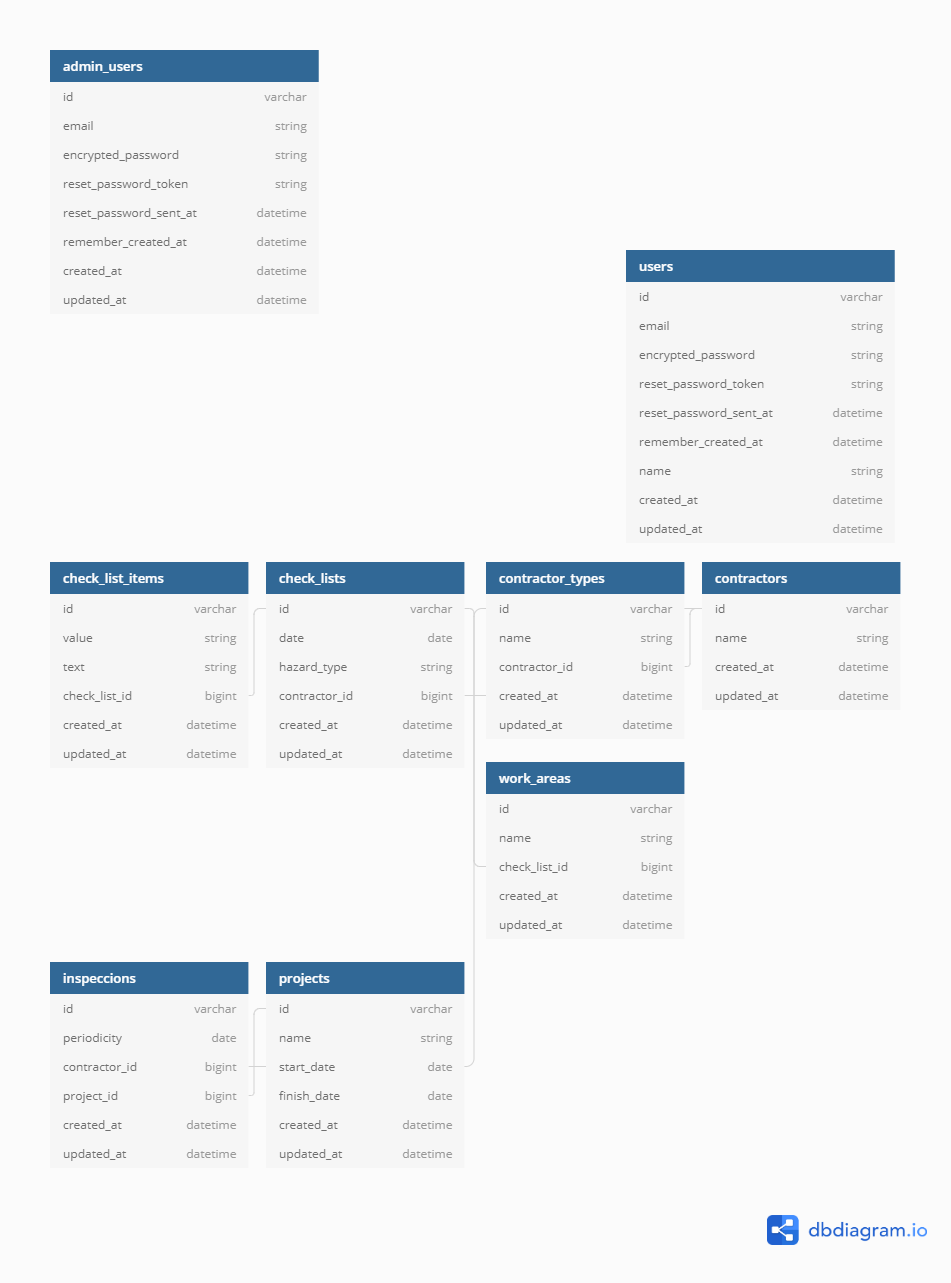 admin_users
id varchar
email string
encrypted_password string
reset_password_token string
reset_password_sent_at datetime
remember_created_at datetime
created_at datetime
updated_at datetime
users
id varchar
email string
encrypted_password string
reset_password_token string
reset_password_sent_at datetime
remember_created_at datetime
name string
created_at datetime
updated_at datetime
check_list_items
id varchar
value string
text string
check_list_id bigint
created_at datetime
updated_at datetime
check_lists
id varchar
date date
hazard_type string
contractor_id bigint
created_at datetime
updated_at datetime
contractor_types
id varchar
name string
contractor_id bigint
created_at datetime
updated_at datetime
contractors
id varchar
name string
created_at datetime
updated_at datetime
work_areas
id varchar
name string
check_list_id bigint
created_at datetime
updated_at datetime
inspeccions
id varchar
periodicity date
contractor_id bigint
project_id bigint
created_at datetime
updated_at datetime
projects
id varchar
name string
start_date date
finish_date date
created_at datetime
updated_at datetime
dbdiagram.io